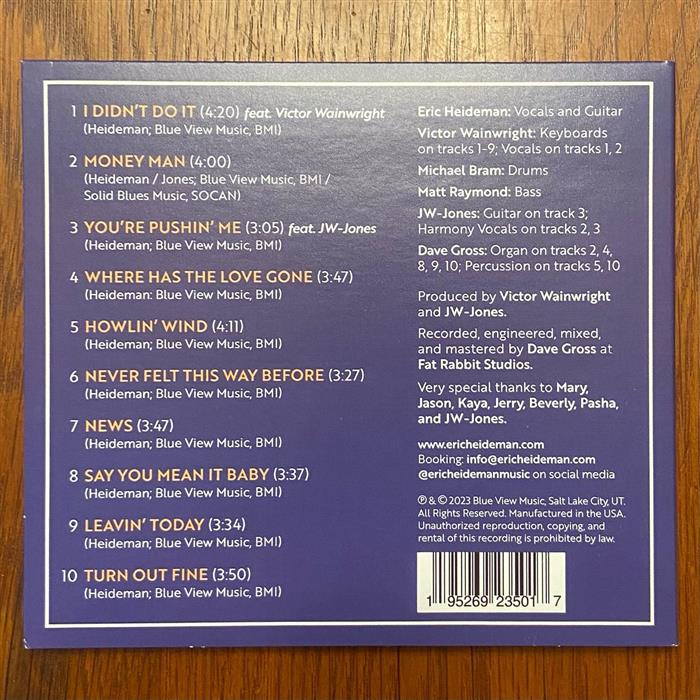 1 I DIDN'T DO IT (4:20) feat. Victor Wainwright
(Heideman; Blue View Music, BMI)
2 MONEY MAN (4:00)
(Heideman / Jones; Blue View Music, BMI /
Solid Blues Music, SOCAN)
3 YOU'RE PUSHIN' ME (3:05) feat. JW-Jones
(Heideman; Blue View Music, BMI)
4 WHERE HAS THE LOVE GONE (3:47)
(Heideman: Blue View Music, BMI)
5 HOWLIN' WIND (4:11)
(Heideman; Blue View Music, BMI)
6 NEVER FELT THIS WAY BEFORE (3:27)
(Heideman; Blue View Music, BMI)
7 NEWS (3:47)
(Heideman; Blue View Music, BMI)
8 SAY YOU MEAN IT BABY (3:37)
(Heideman; Blue View Music, BMI)
9 LEAVIN' TODAY (3:34)
(Heideman; Blue View Music, BMI)
10 TURN OUT FINE (3:50)
(Heideman; Blue View Music, BMI)
Eric Heideman: Vocals and Guitar
Victor Wainwright: Keyboards
on tracks 1-9; Vocals on tracks 1, 2
Michael Bram: Drums
Matt Raymond: Bass
JW-Jones: Guitar on track 3;
Harmony Vocals on tracks 2, 3
Dave Gross: Organ on tracks 2, 4,
8, 9, 10; Percussion on tracks 5, 10
Produced by Victor Wainwright
and JW-Jones.
Recorded, engineered, mixed,
and mastered by Dave Gross at
Fat Rabbit Studios.
Very special thanks to Mary,
Jason, Kaya, Jerry, Beverly, Pasha,
and JW-Jones.
www.ericheideman.com
Booking: info@ericheideman.com
@ericheidemanmusic on social media
℗ & © 2023 Blue View Music, Salt Lake City, UT.
All Rights Reserved. Manufactured in the USA.
Unauthorized reproduction, copying, and
rental of this recording is prohibited by law.
1 95269 23501 7